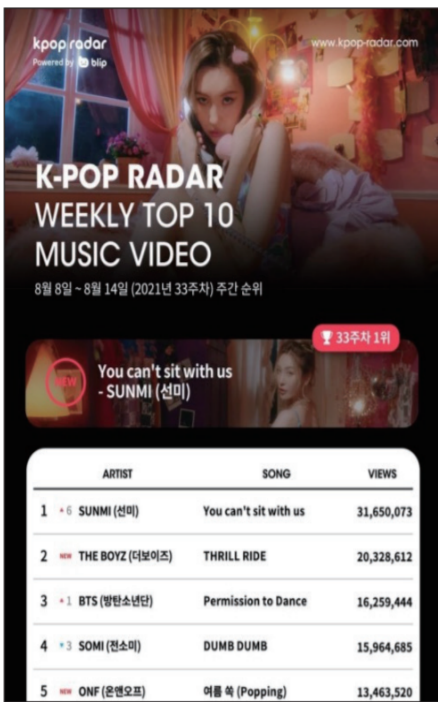 kpop radar
Powered by blip
www.kpop-radar.com
K-POP RADAR
WEEKLY TOP 10
MUSIC VIDEO
8월 8일 ~ 8월 14일 (2021년 33주차) 주간 순위
33주차 1위
NEW
You can't sit with us
- SUNMI (선미)
ARTIST SONG VIEWS
1 6 SUNMI (선미) You can't sit with us 31,650,073
2 NEW THE BOYZ (더보이즈) THRILL RIDE 20,328,612
3 1 BTS (방탄소년단) Permission to Dance 16,259,444
4 3 SOMI (전소미) DUMB DUMB 15,964,685
5 NEW ONF (온앤오프) 여름 쏙 (Popping) 13,463,520